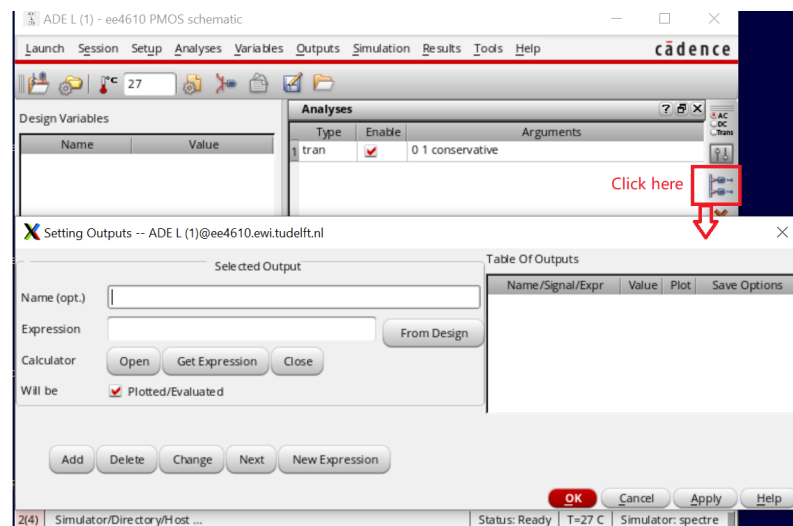 ADE L (1) - ee4610 PMOS schematic
Launch Session Setup Analyses Variables Outputs Simulation Results Tools Help cādence
°C 27
Design Variables
Name Value
Analyses ? X
Type Enable Arguments
1 tran 0 1 conservative
AC
DC
Trans
Click here
X Setting Outputs -- ADE L (1)@ee4610.ewi.tudelft.nl
Selected Output
Name (opt.)
Expression From Design
Calculator Open Get Expression Close
Will be Plotted/Evaluated
Table Of Outputs
Name/Signal/Expr Value Plot Save Options
Add Delete Change Next New Expression
OK Cancel Apply Help
2(4) Simulator/Directory/Host ... Status: Ready T=27 C Simulator: spectre